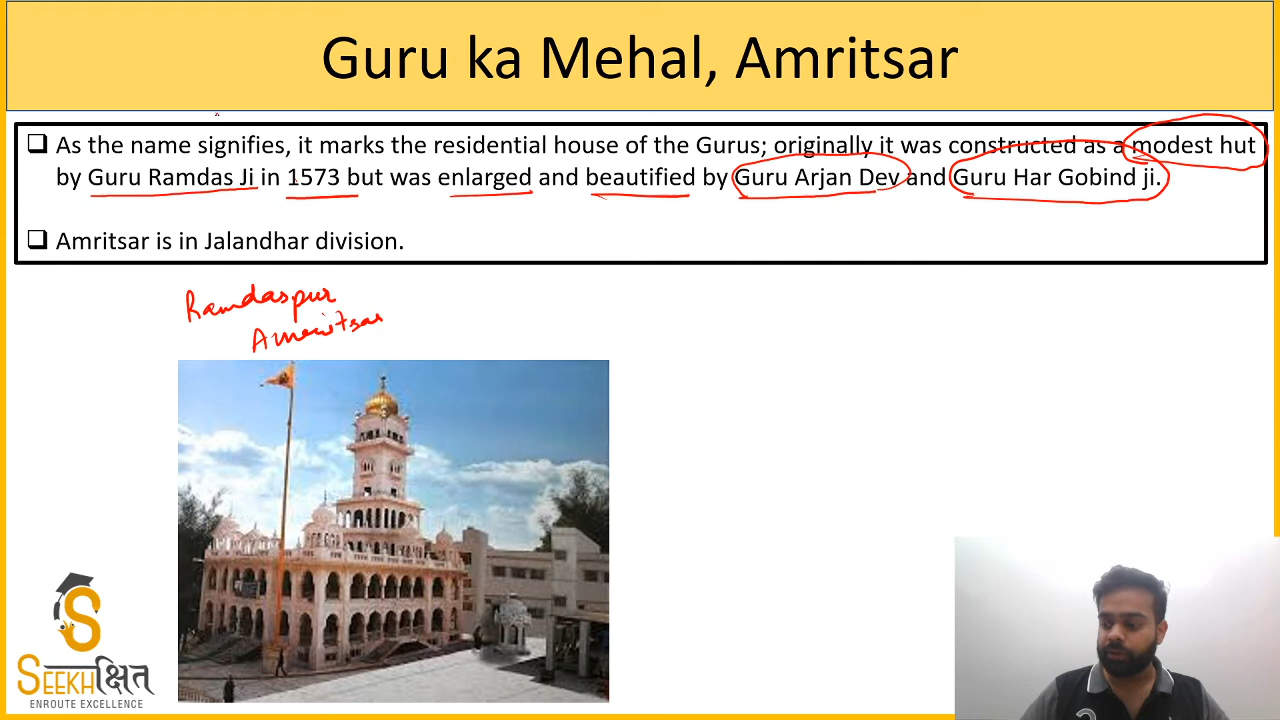 Guru ka Mehal, Amritsar
❑ As the name signifies, it marks the residential house of the Gurus; originally it was constructed as a modest hut
by Guru Ramdas Ji in 1573 but was enlarged and beautified by Guru Arjan Dev and Guru Har Gobind ji.
❑ Amritsar is in Jalandhar division.
Ramdaspur
Amritsar
SEEKHक्षित
ENROUTE EXCELLENCE